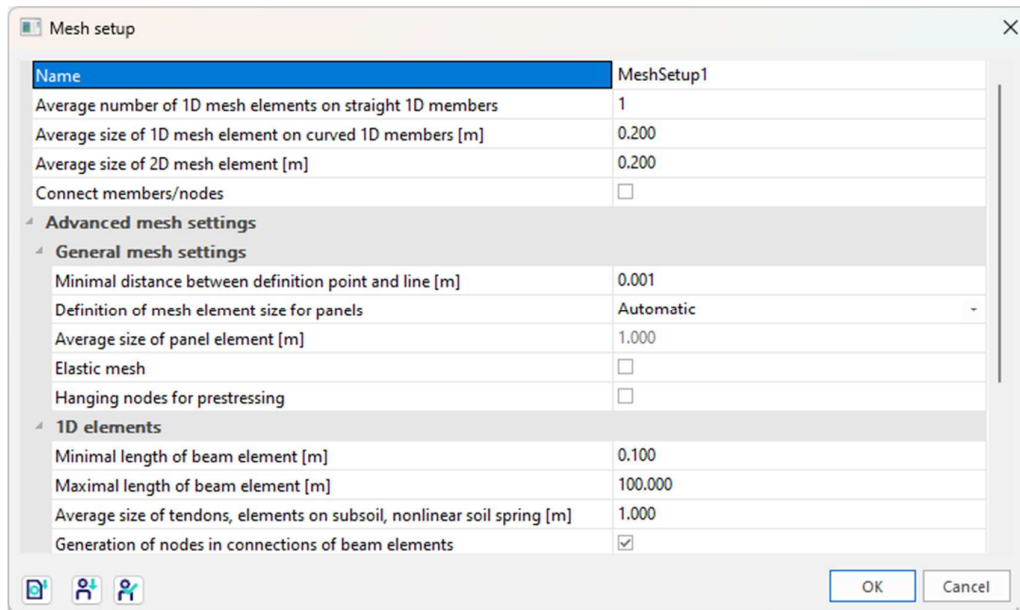 Mesh setup
Name MeshSetup1
Average number of 1D mesh elements on straight 1D members 1
Average size of 1D mesh element on curved 1D members [m] 0.200
Average size of 2D mesh element [m] 0.200
Connect members/nodes
Advanced mesh settings
General mesh settings
Minimal distance between definition point and line [m] 0.001
Definition of mesh element size for panels Automatic
Average size of panel element [m] 1.000
Elastic mesh
Hanging nodes for prestressing
1D elements
Minimal length of beam element [m] 0.100
Maximal length of beam element [m] 100.000
Average size of tendons, elements on subsoil, nonlinear soil spring [m] 1.000
Generation of nodes in connections of beam elements
OK Cancel